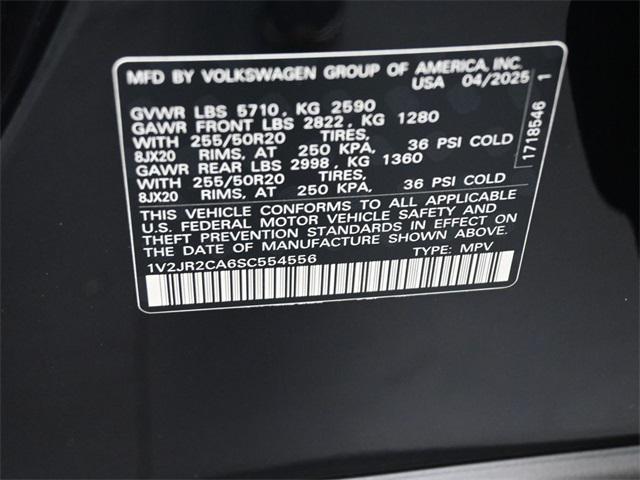 MFD BY VOLKSWAGEN GROUP OF AMERICA, INC.
USA 04/2025
GVWR LBS 5710, KG 2590
GAWR FRONT LBS 2822, KG 1280
WITH 255/50R20 TIRES,
8JX20 RIMS, AT 250 KPA, 36 PSI COLD
GAWR REAR LBS 2998, KG 1360
WITH 255/50R20 TIRES,
8JX20 RIMS, AT 250 KPA, 36 PSI COLD
THIS VEHICLE CONFORMS TO ALL APPLICABLE
U.S. FEDERAL MOTOR VEHICLE SAFETY AND
THEFT PREVENTION STANDARDS IN EFFECT ON
THE DATE OF MANUFACTURE SHOWN ABOVE.
1V2JR2CA6SC554556 TYPE: MPV
1718546 1